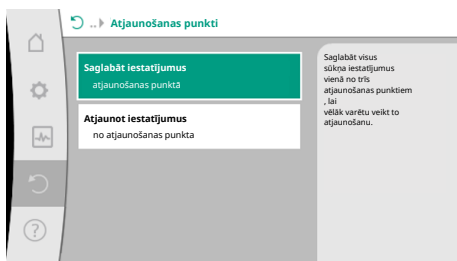 .. Atjaunošanas punkti
Saglabāt iestatījumus
atjaunošanas punktā
Atjaunot iestatījumus
no atjaunošanas punkta
Saglabāt visus
sūkņa iestatījumus
vienā no trīs
atjaunošanas punktiem
, lai
vēlāk varētu veikt to
atjaunošanu.
?